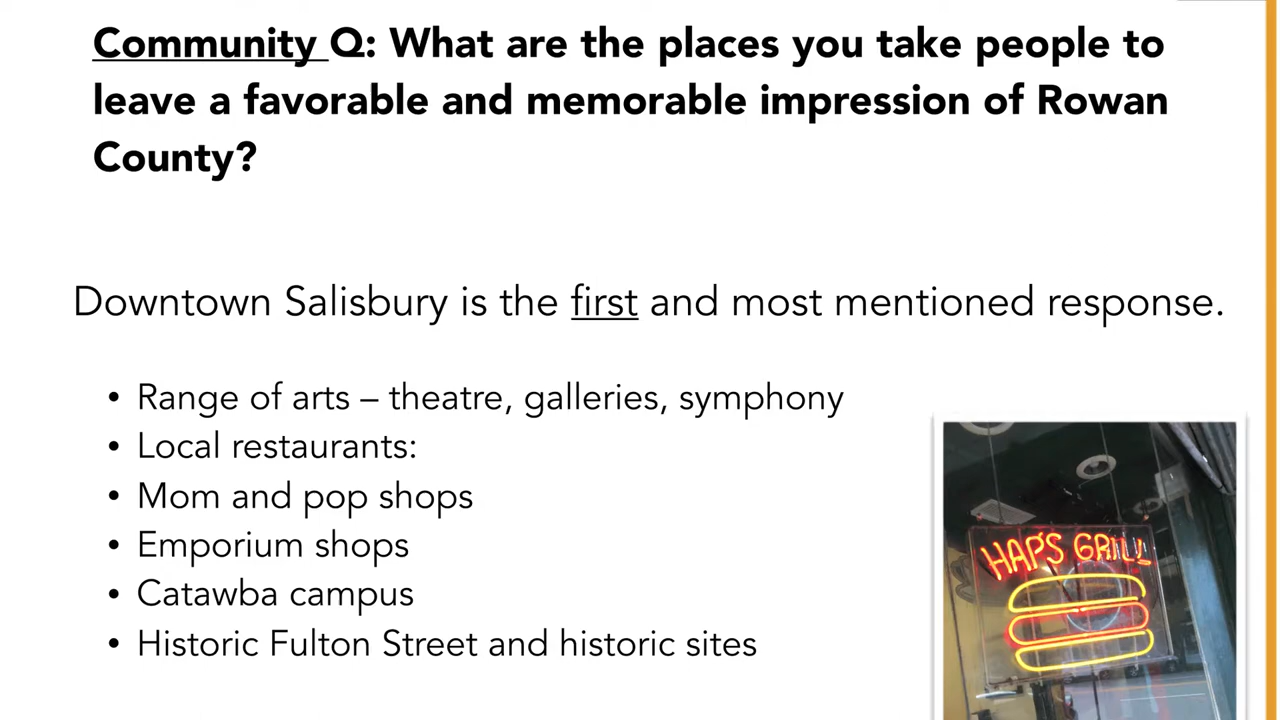 Community Q: What are the places you take people to
leave a favorable and memorable impression of Rowan
County?
Downtown Salisbury is the first and most mentioned response.
• Range of arts – theatre, galleries, symphony
• Local restaurants:
• Mom and pop shops
• Emporium shops
• Catawba campus
• Historic Fulton Street and historic sites
HAP'S GRILL